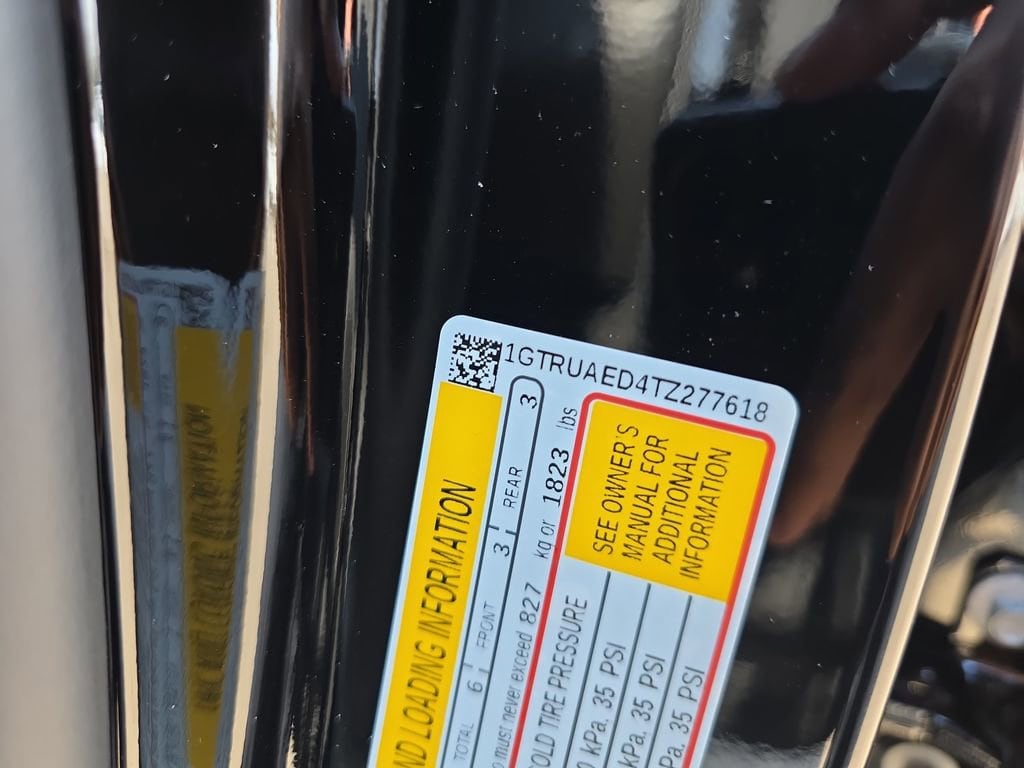 1GTRUAED4TZ277618
ND LOADING INFORMATION
TOTAL 6 FRONT 3 REAR 3
must never exceed 827 kg or 1823 lbs
OLD TIRE PRESSURE
kPa, 35 PSI
kPa, 35 PSI
Pa, 35 PSI
SEE OWNER'S
MANUAL FOR
ADDITIONAL
INFORMATION